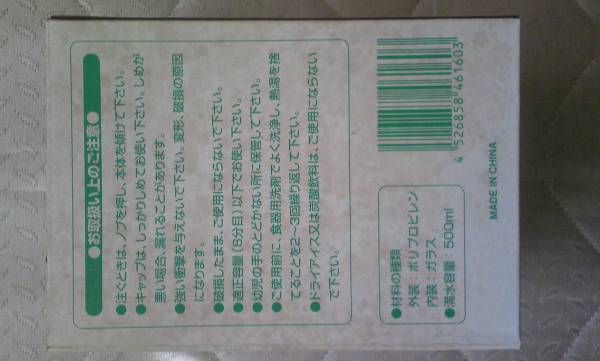 ●お取扱い上のご注意●
●注ぐときは、ノブを押し、本体を傾けて下さい。
●キャップは、しっかりしめてお使い下さい。しめが
悪い場合、漏れることがあります。
●強い衝撃を与えないで下さい。変形、破損の原因
になります。
●破損したまま、ご使用にならないで下さい。
●適正容量(8分目)以下でお使い下さい。
●幼児の手のとどかない所に保管して下さい。
●ご使用前に、食器用洗剤でよく洗浄し、熱湯を捨
てることを2〜3回繰り返して下さい。
●ドライアイス又は炭酸飲料は、ご使用にならない
で下さい。
4 526858 461603
●材料の種類
外装:ポリプロピレン
内装:ガラス
●満水容量:500ml
MADE IN CHINA